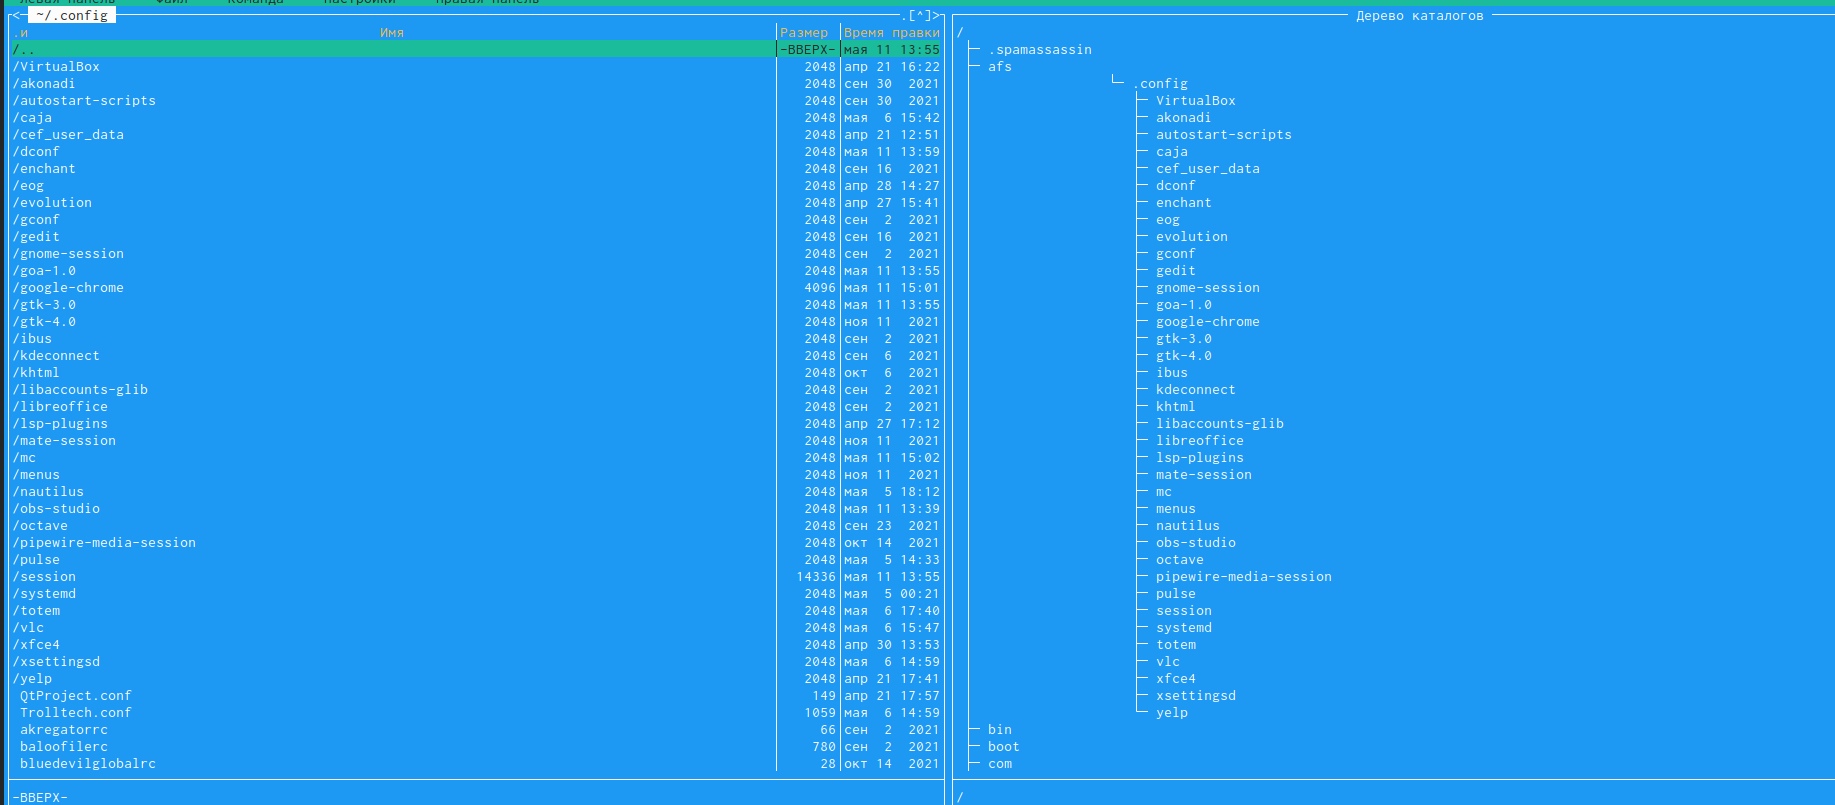 Левая панель Файл Команда Настройки Правая панель
<─ ~/.config .[^]>
.и Имя Размер Время правки
/.. -ВВЕРХ- мая 11 13:55
/VirtualBox 2048 апр 21 16:22
/akonadi 2048 сен 30 2021
/autostart-scripts 2048 сен 30 2021
/caja 2048 мая 6 15:42
/cef_user_data 2048 апр 21 12:51
/dconf 2048 мая 11 13:59
/enchant 2048 сен 16 2021
/eog 2048 апр 28 14:27
/evolution 2048 апр 27 15:41
/gconf 2048 сен 2 2021
/gedit 2048 сен 16 2021
/gnome-session 2048 сен 2 2021
/goa-1.0 2048 мая 11 13:55
/google-chrome 4096 мая 11 15:01
/gtk-3.0 2048 мая 11 13:55
/gtk-4.0 2048 ноя 11 2021
/ibus 2048 сен 2 2021
/kdeconnect 2048 сен 6 2021
/khtml 2048 окт 6 2021
/libaccounts-glib 2048 сен 2 2021
/libreoffice 2048 сен 2 2021
/lsp-plugins 2048 апр 27 17:12
/mate-session 2048 ноя 11 2021
/mc 2048 мая 11 15:02
/menus 2048 ноя 11 2021
/nautilus 2048 мая 5 18:12
/obs-studio 2048 мая 11 13:39
/octave 2048 сен 23 2021
/pipewire-media-session 2048 окт 14 2021
/pulse 2048 мая 5 14:33
/session 14336 мая 11 13:55
/systemd 2048 мая 5 00:21
/totem 2048 мая 6 17:40
/vlc 2048 мая 6 15:47
/xfce4 2048 апр 30 13:53
/xsettingsd 2048 мая 6 14:59
/yelp 2048 апр 21 17:41
QtProject.conf 149 апр 21 17:57
Trolltech.conf 1059 мая 6 14:59
akregatorrc 66 сен 2 2021
baloofilerc 780 сен 2 2021
bluedevilglobalrc 28 окт 14 2021
-ВВЕРХ-
Дерево каталогов
/
.spamassassin
afs
.config
VirtualBox
akonadi
autostart-scripts
caja
cef_user_data
dconf
enchant
eog
evolution
gconf
gedit
gnome-session
goa-1.0
google-chrome
gtk-3.0
gtk-4.0
ibus
kdeconnect
khtml
libaccounts-glib
libreoffice
lsp-plugins
mate-session
mc
menus
nautilus
obs-studio
octave
pipewire-media-session
pulse
session
systemd
totem
vlc
xfce4
xsettingsd
yelp
bin
boot
com
/